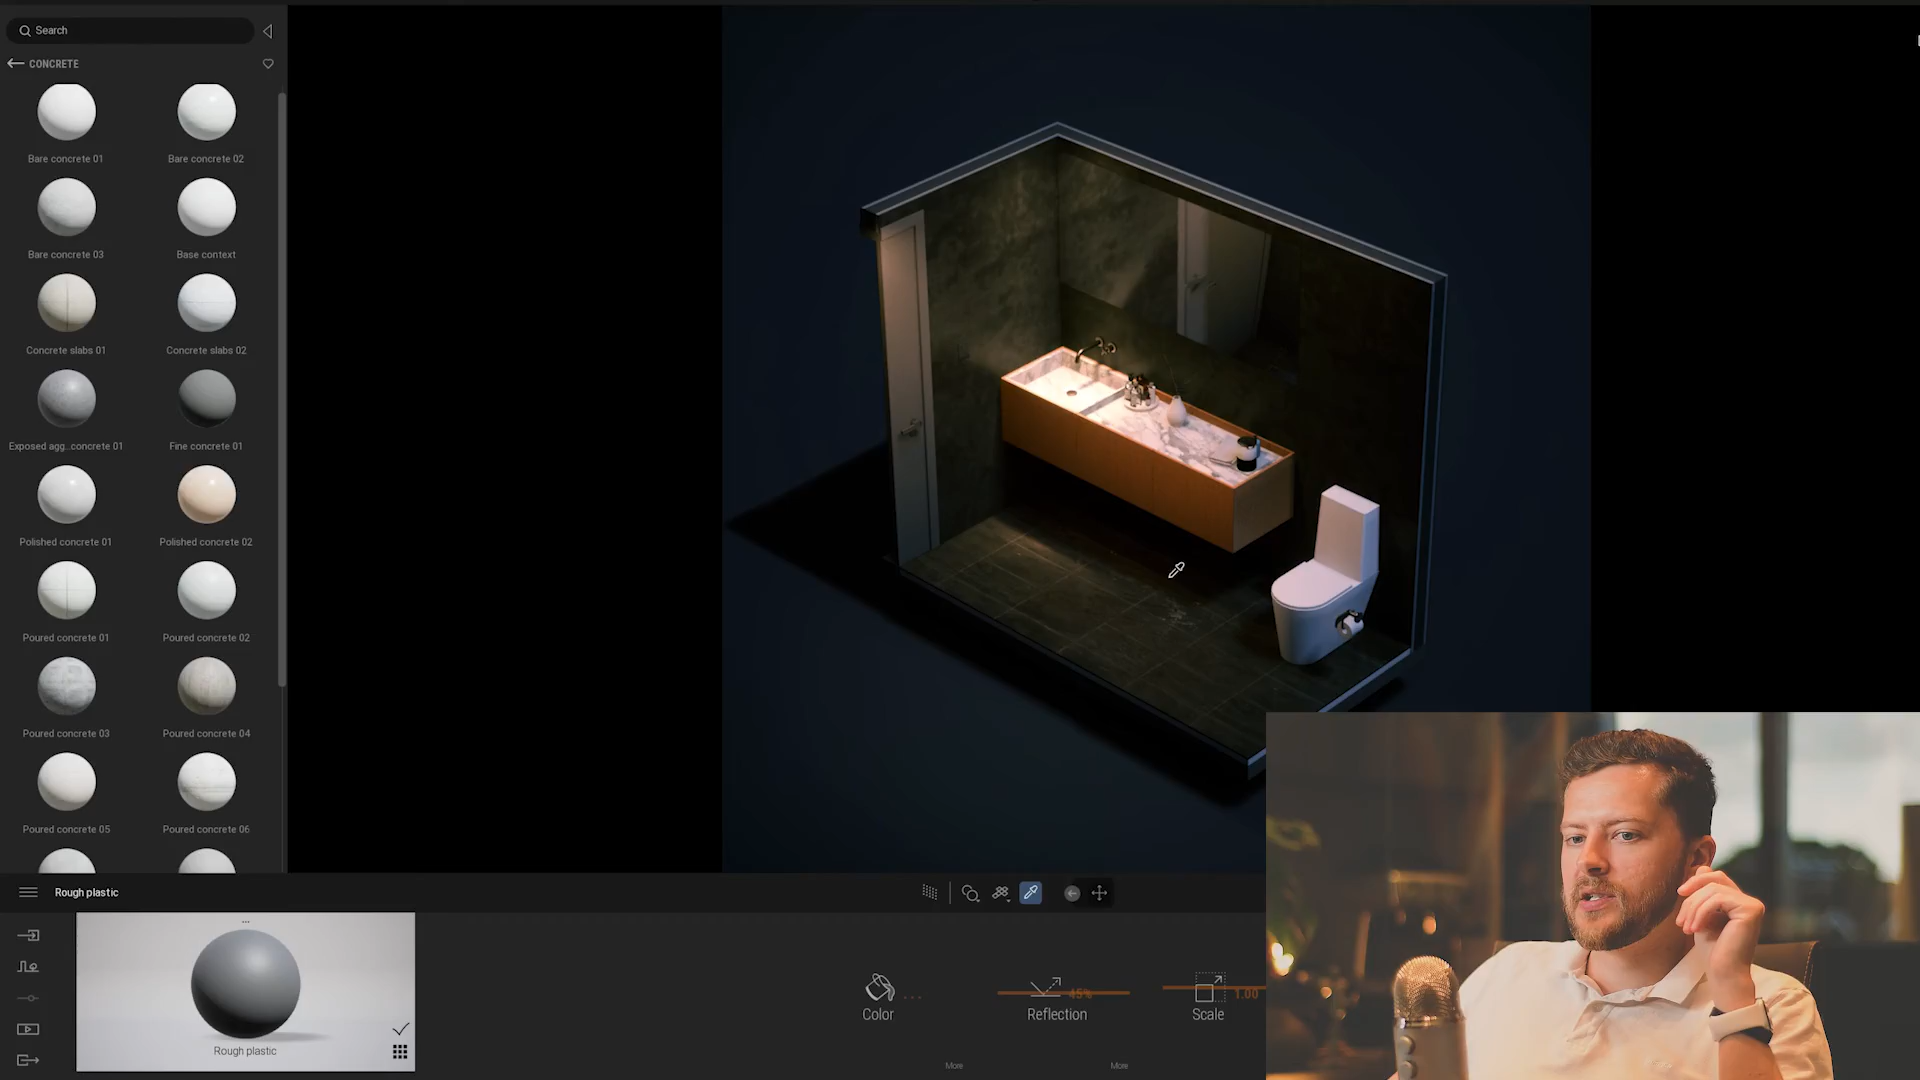 Search
CONCRETE
Bare concrete 01
Bare concrete 02
Bare concrete 03
Base context
Concrete slabs 01
Concrete slabs 02
Exposed agg...concrete 01
Fine concrete 01
Polished concrete 01
Polished concrete 02
Poured concrete 01
Poured concrete 02
Poured concrete 03
Poured concrete 04
Poured concrete 05
Poured concrete 06
Rough plastic
Rough plastic
Color
45%
Reflection
1.00
Scale
More
More